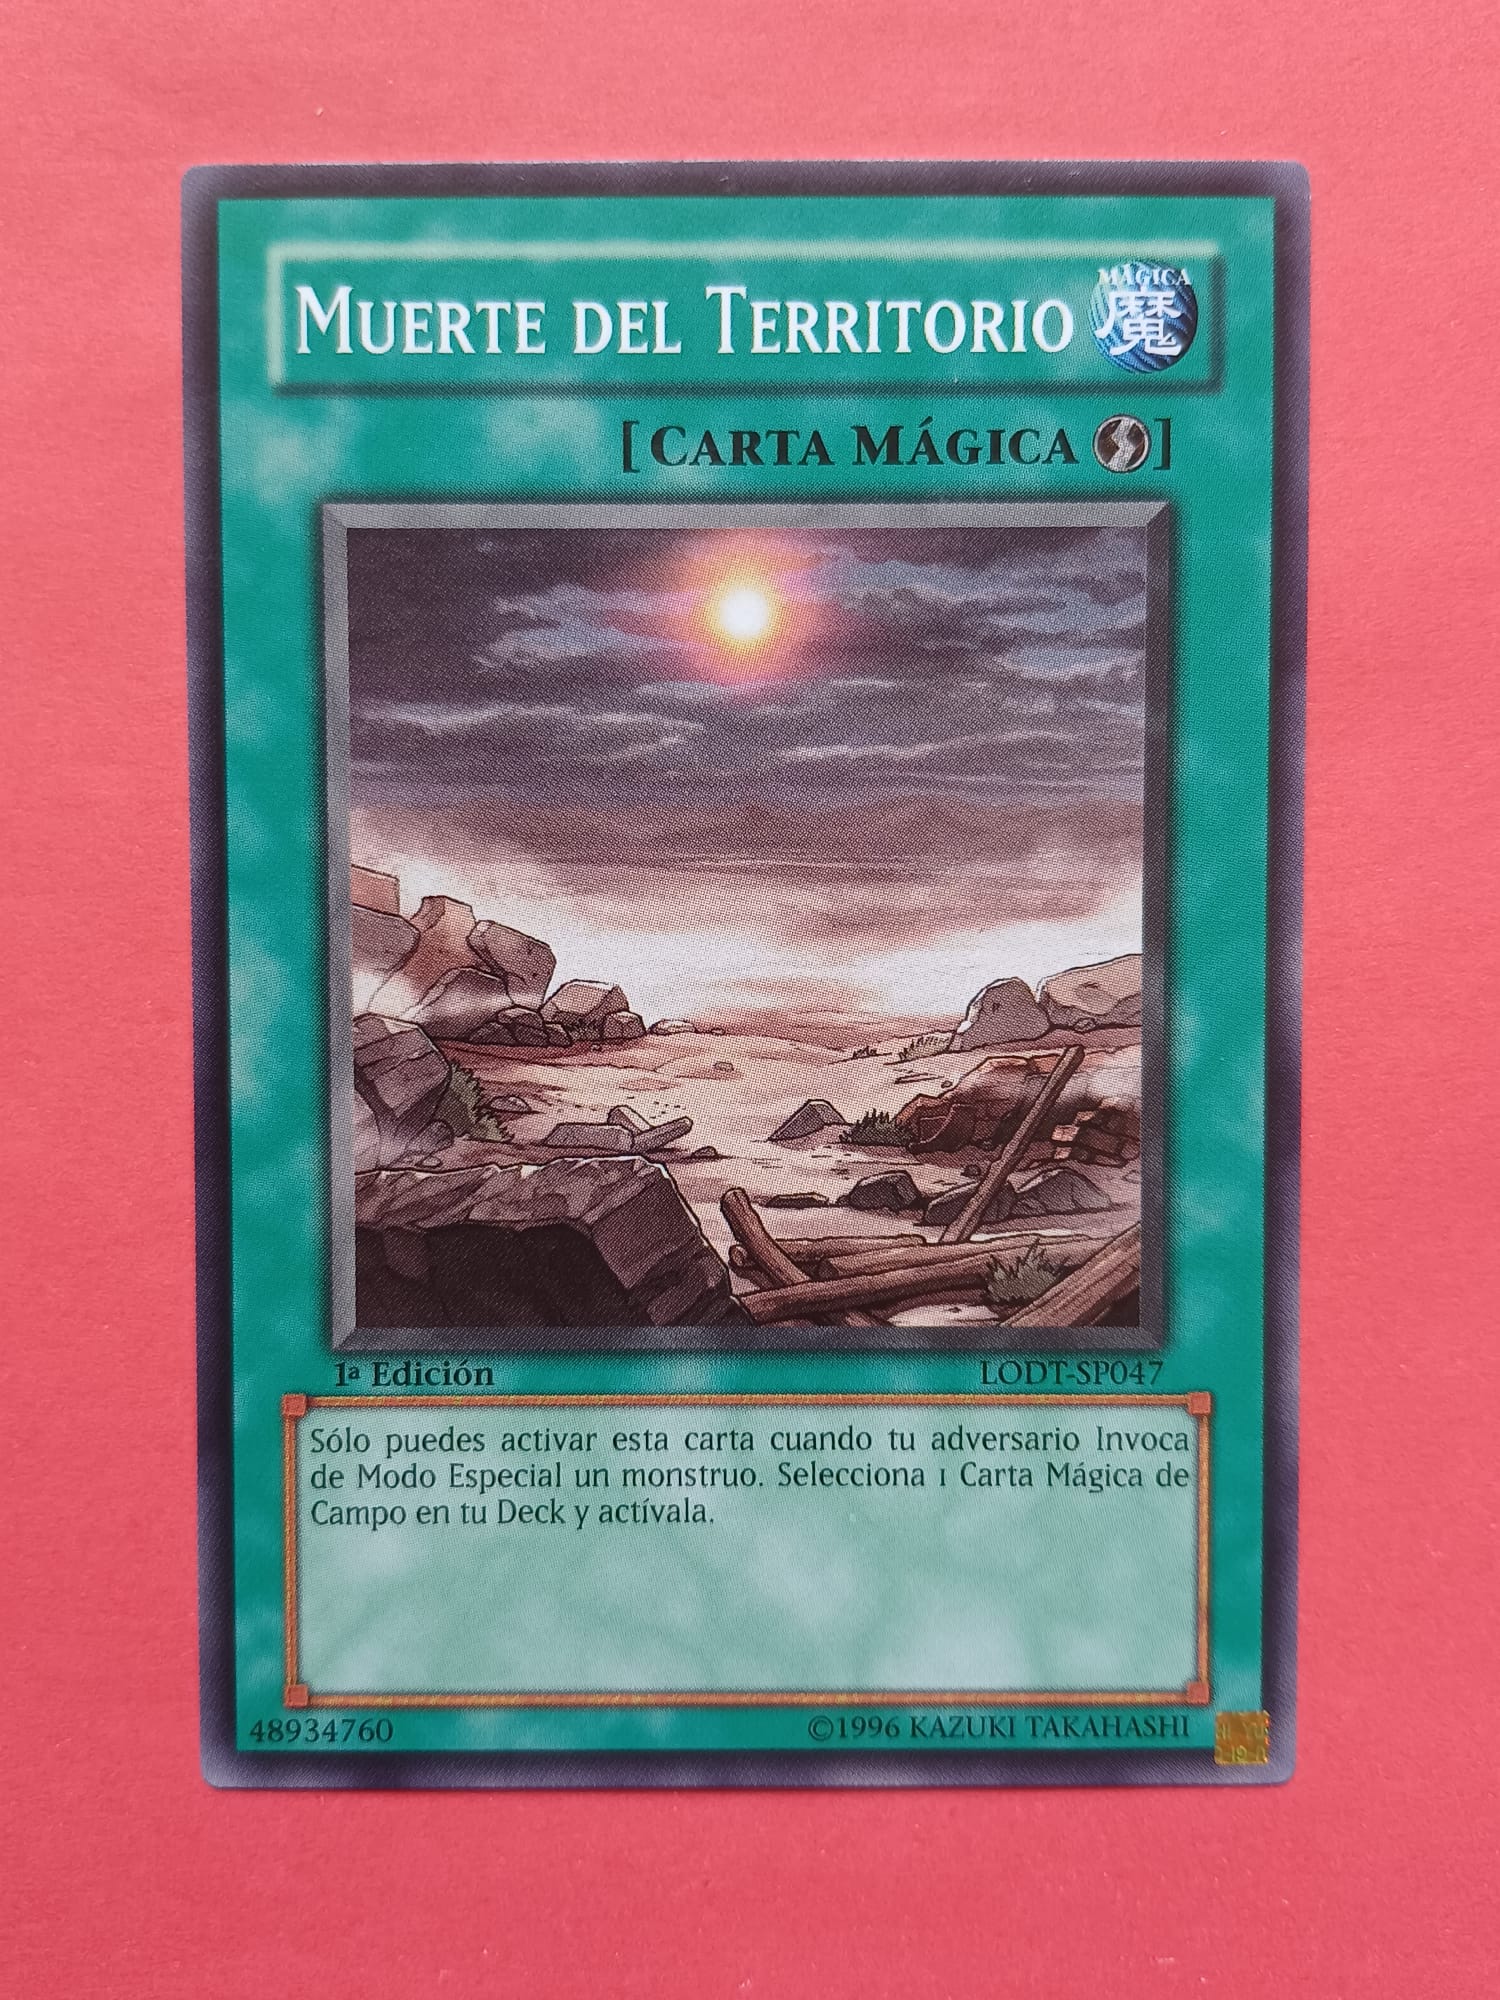 MUERTE DEL TERRITORIO
MÁGICA
魔
[CARTA MÁGICA]
1ª Edición
LODT-SP047
Sólo puedes activar esta carta cuando tu adversario Invoca
de Modo Especial un monstruo. Selecciona 1 Carta Mágica de
Campo en tu Deck y actívala.
48934760
©1996 KAZUKI TAKAHASHI